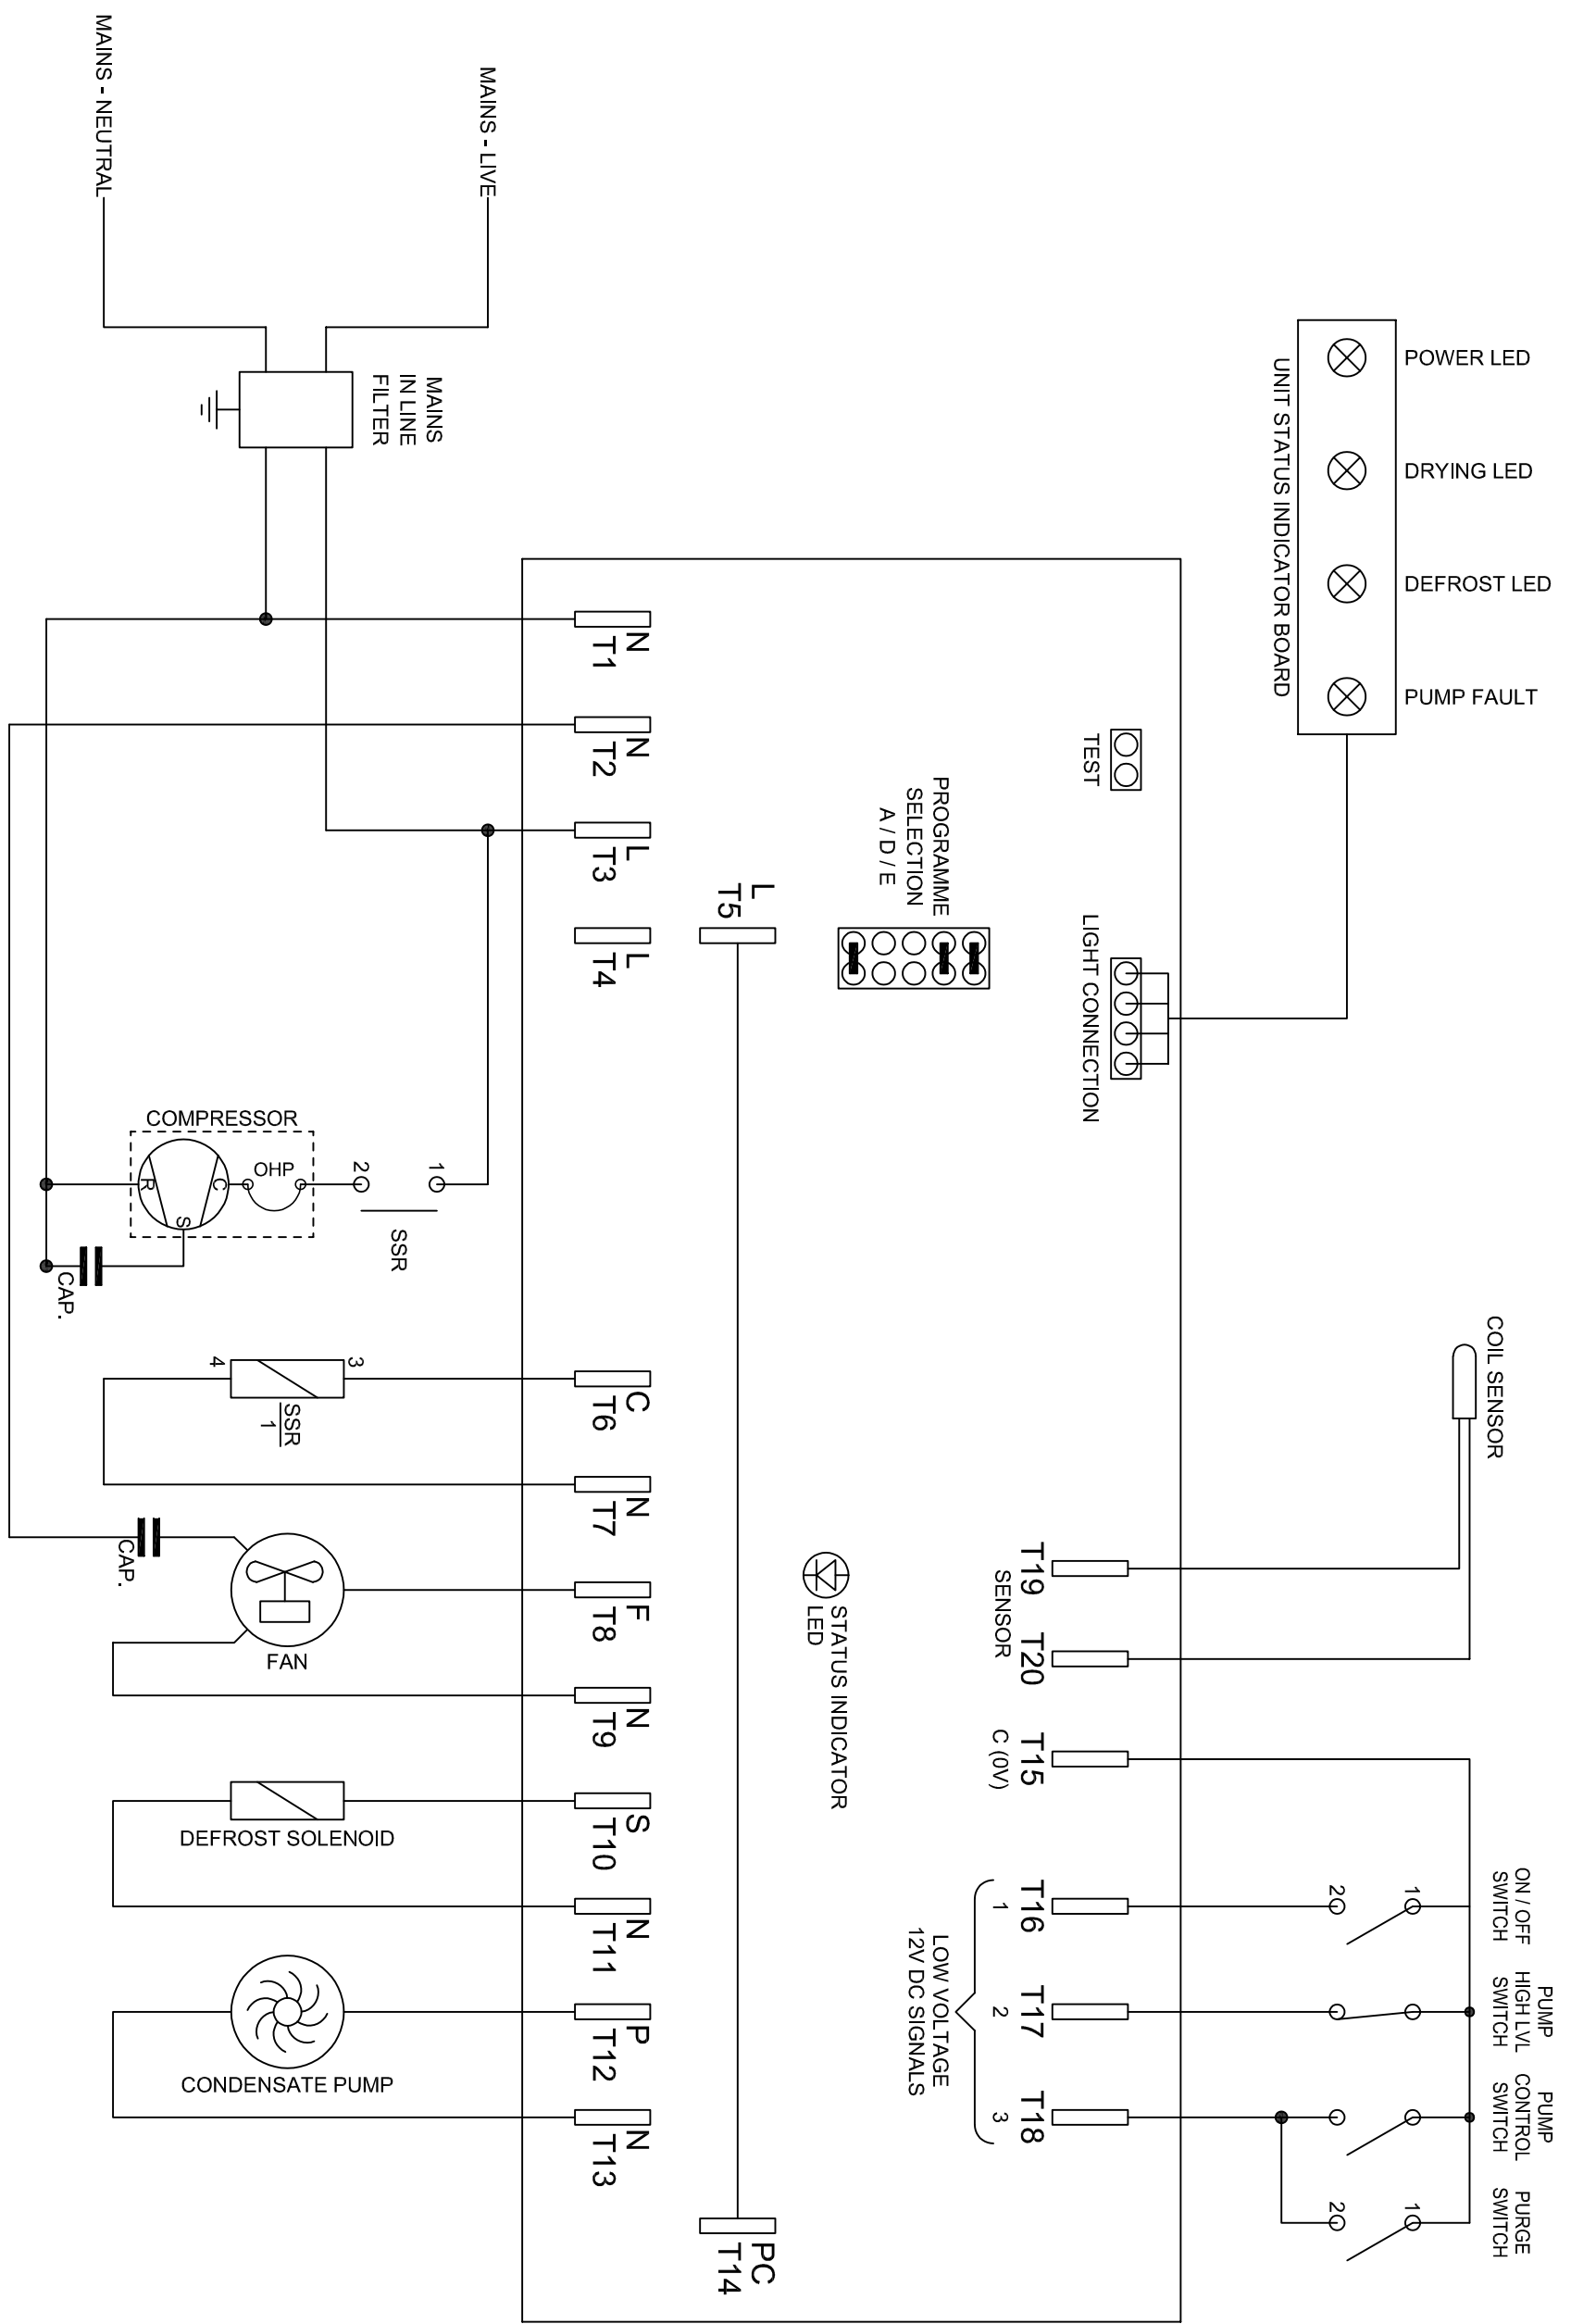 MAINS - NEUTRAL
MAINS - LIVE
MAINS
IN LINE
FILTER
POWER LED
DRYING LED
DEFROST LED
PUMP FAULT
UNIT STATUS INDICATOR BOARD
N
T1
N
T2
L
T3
L
T4
L
T5
TEST
PROGRAMME
SELECTION
A / D / E
LIGHT CONNECTION
COMPRESSOR
OHP
R
C
S
2
1
SSR
CAP.
COIL SENSOR
4
3
SSR
1
C
T6
N
T7
CAP.
FAN
F
T8
N
T9
STATUS INDICATOR
LED
T19
SENSOR
T20
T15
C (0V)
DEFROST SOLENOID
S
T10
N
T11
CONDENSATE PUMP
P
T12
N
T13
PC
T14
T16
1
T17
2
T18
3
LOW VOLTAGE
12V DC SIGNALS
2
1
ON / OFF
SWITCH
PUMP
HIGH LVL
SWITCH
PUMP
CONTROL
SWITCH
2
1
PURGE
SWITCH